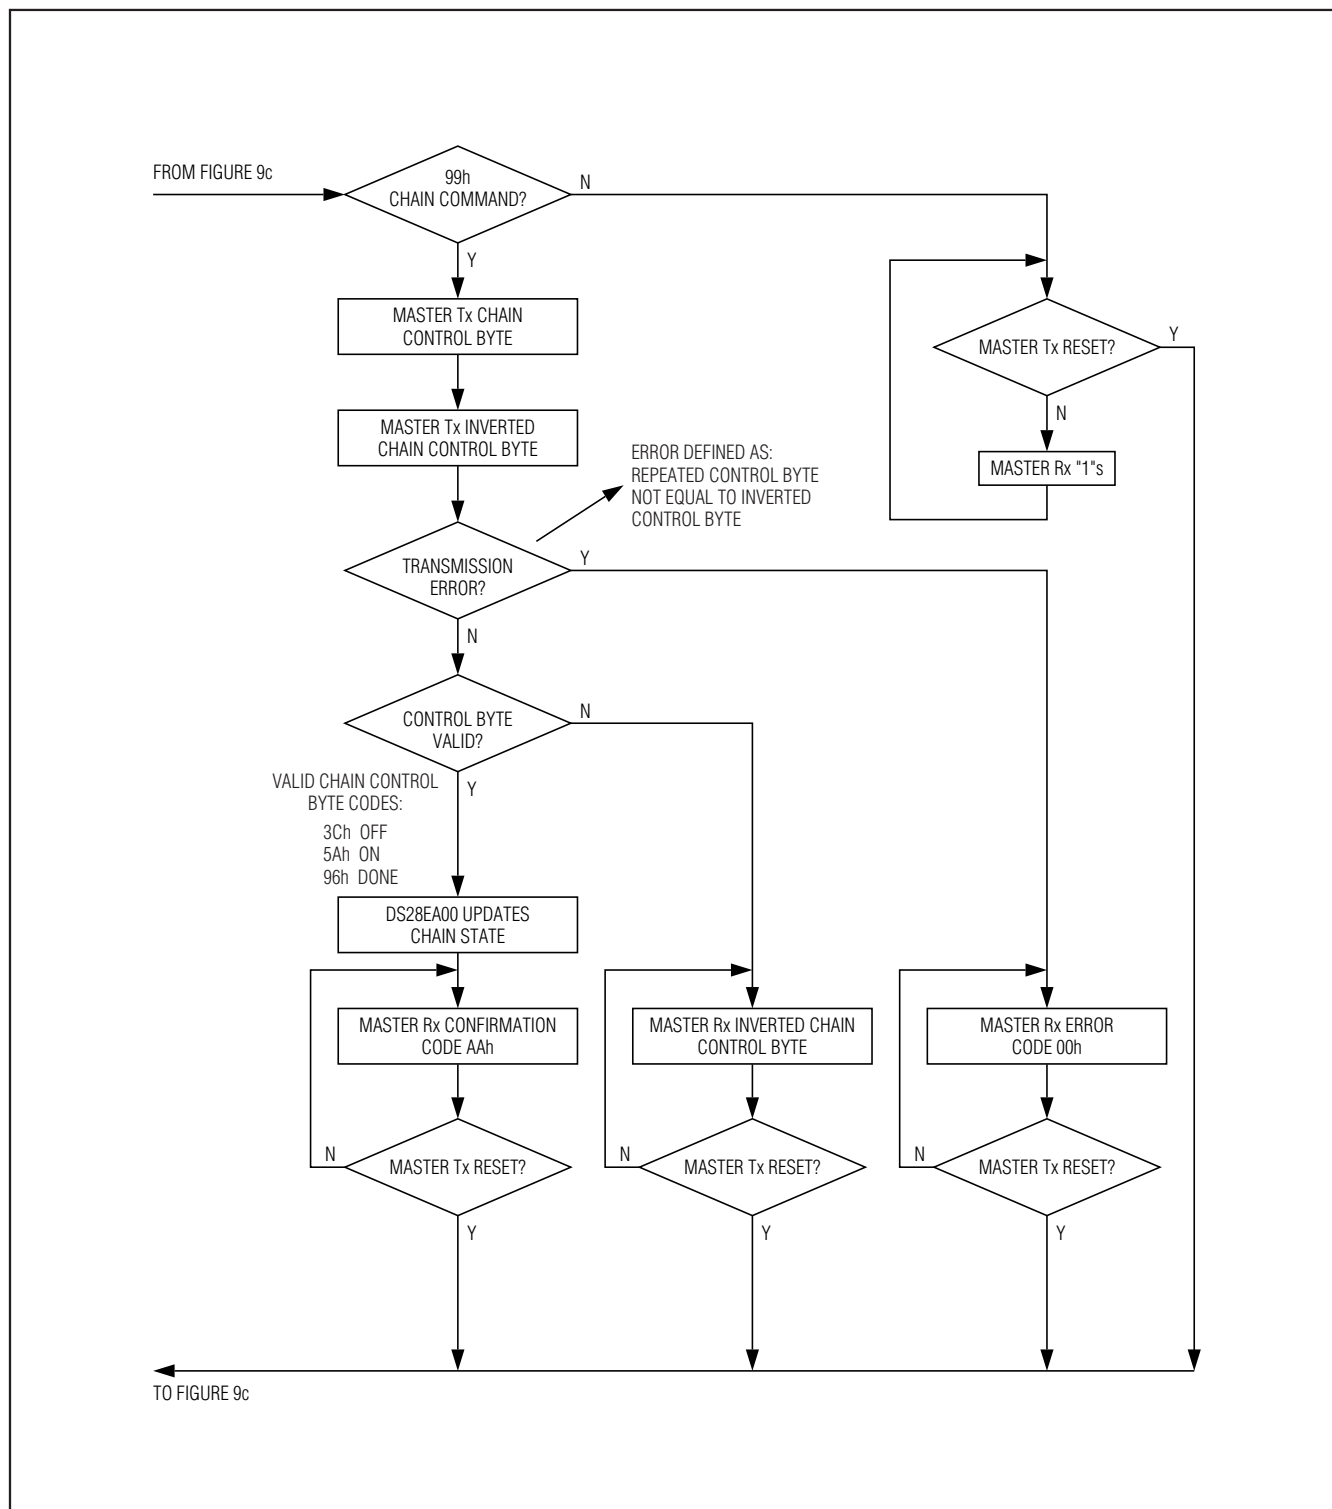 FROM FIGURE 9c
99h
CHAIN COMMAND?
N
Y
MASTER Tx CHAIN
CONTROL BYTE
MASTER Tx RESET?
Y
N
MASTER Rx "1"s
MASTER Tx INVERTED
CHAIN CONTROL BYTE
ERROR DEFINED AS:
REPEATED CONTROL BYTE
NOT EQUAL TO INVERTED
CONTROL BYTE
TRANSMISSION
ERROR?
Y
N
CONTROL BYTE
VALID?
N
Y
VALID CHAIN CONTROL
BYTE CODES:
3Ch OFF
5Ah ON
96h DONE
DS28EA00 UPDATES
CHAIN STATE
MASTER Rx CONFIRMATION
CODE AAh
MASTER Rx INVERTED CHAIN
CONTROL BYTE
MASTER Rx ERROR
CODE 00h
N
MASTER Tx RESET?
Y
N
MASTER Tx RESET?
Y
N
MASTER Tx RESET?
Y
TO FIGURE 9c